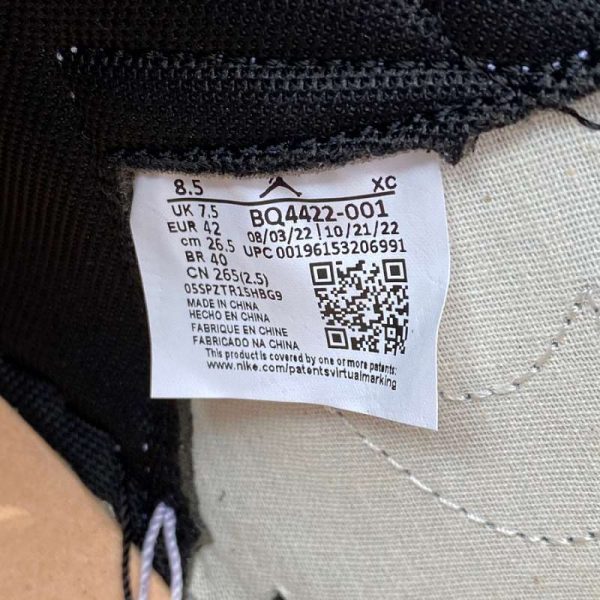 8.5 XC
UK 7.5
EUR 42
cm 26.5
BR 40
CN 265(2.5)
05SPZTR15HBG9
BQ4422-001
08/03/22 | 10/21/22
UPC 00196153206991
MADE IN CHINA
HECHO EN CHINA
FABRIQUE EN CHINE
FABRICADO NA CHINA
This product is covered by one or more patents:
www.nike.com/patentsvirtualmarking